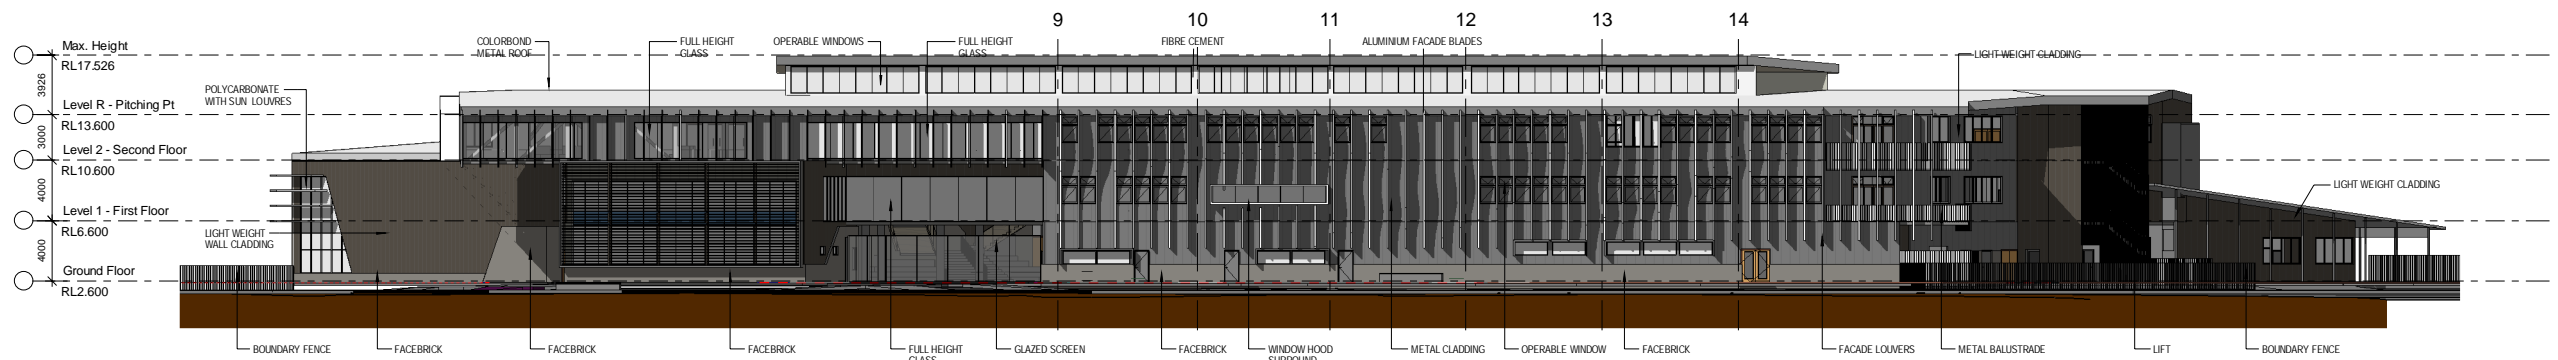 9
10
11
12
13
14
Max. Height
RL17.526
3926
Level R - Pitching Pt
RL13.600
3000
Level 2 - Second Floor
RL10.600
4000
Level 1 - First Floor
RL6.600
4000
Ground Floor
RL2.600
COLORBOND
METAL ROOF
FULL HEIGHT
GLASS
OPERABLE WINDOWS
FULL HEIGHT
GLASS
FIBRE CEMENT
ALUMINIUM FACADE BLADES
LIGHT WEIGHT CLADDING
POLYCARBONATE
WITH SUN LOUVRES
LIGHT WEIGHT
WALL CLADDING
LIGHT WEIGHT CLADDING
BOUNDARY FENCE
FACEBRICK
FACEBRICK
FACEBRICK
FULL HEIGHT
GLASS
GLAZED SCREEN
FACEBRICK
WINDOW HOOD
SURROUND
METAL CLADDING
OPERABLE WINDOW
FACEBRICK
FACADE LOUVERS
METAL BALUSTRADE
LIFT
BOUNDARY FENCE